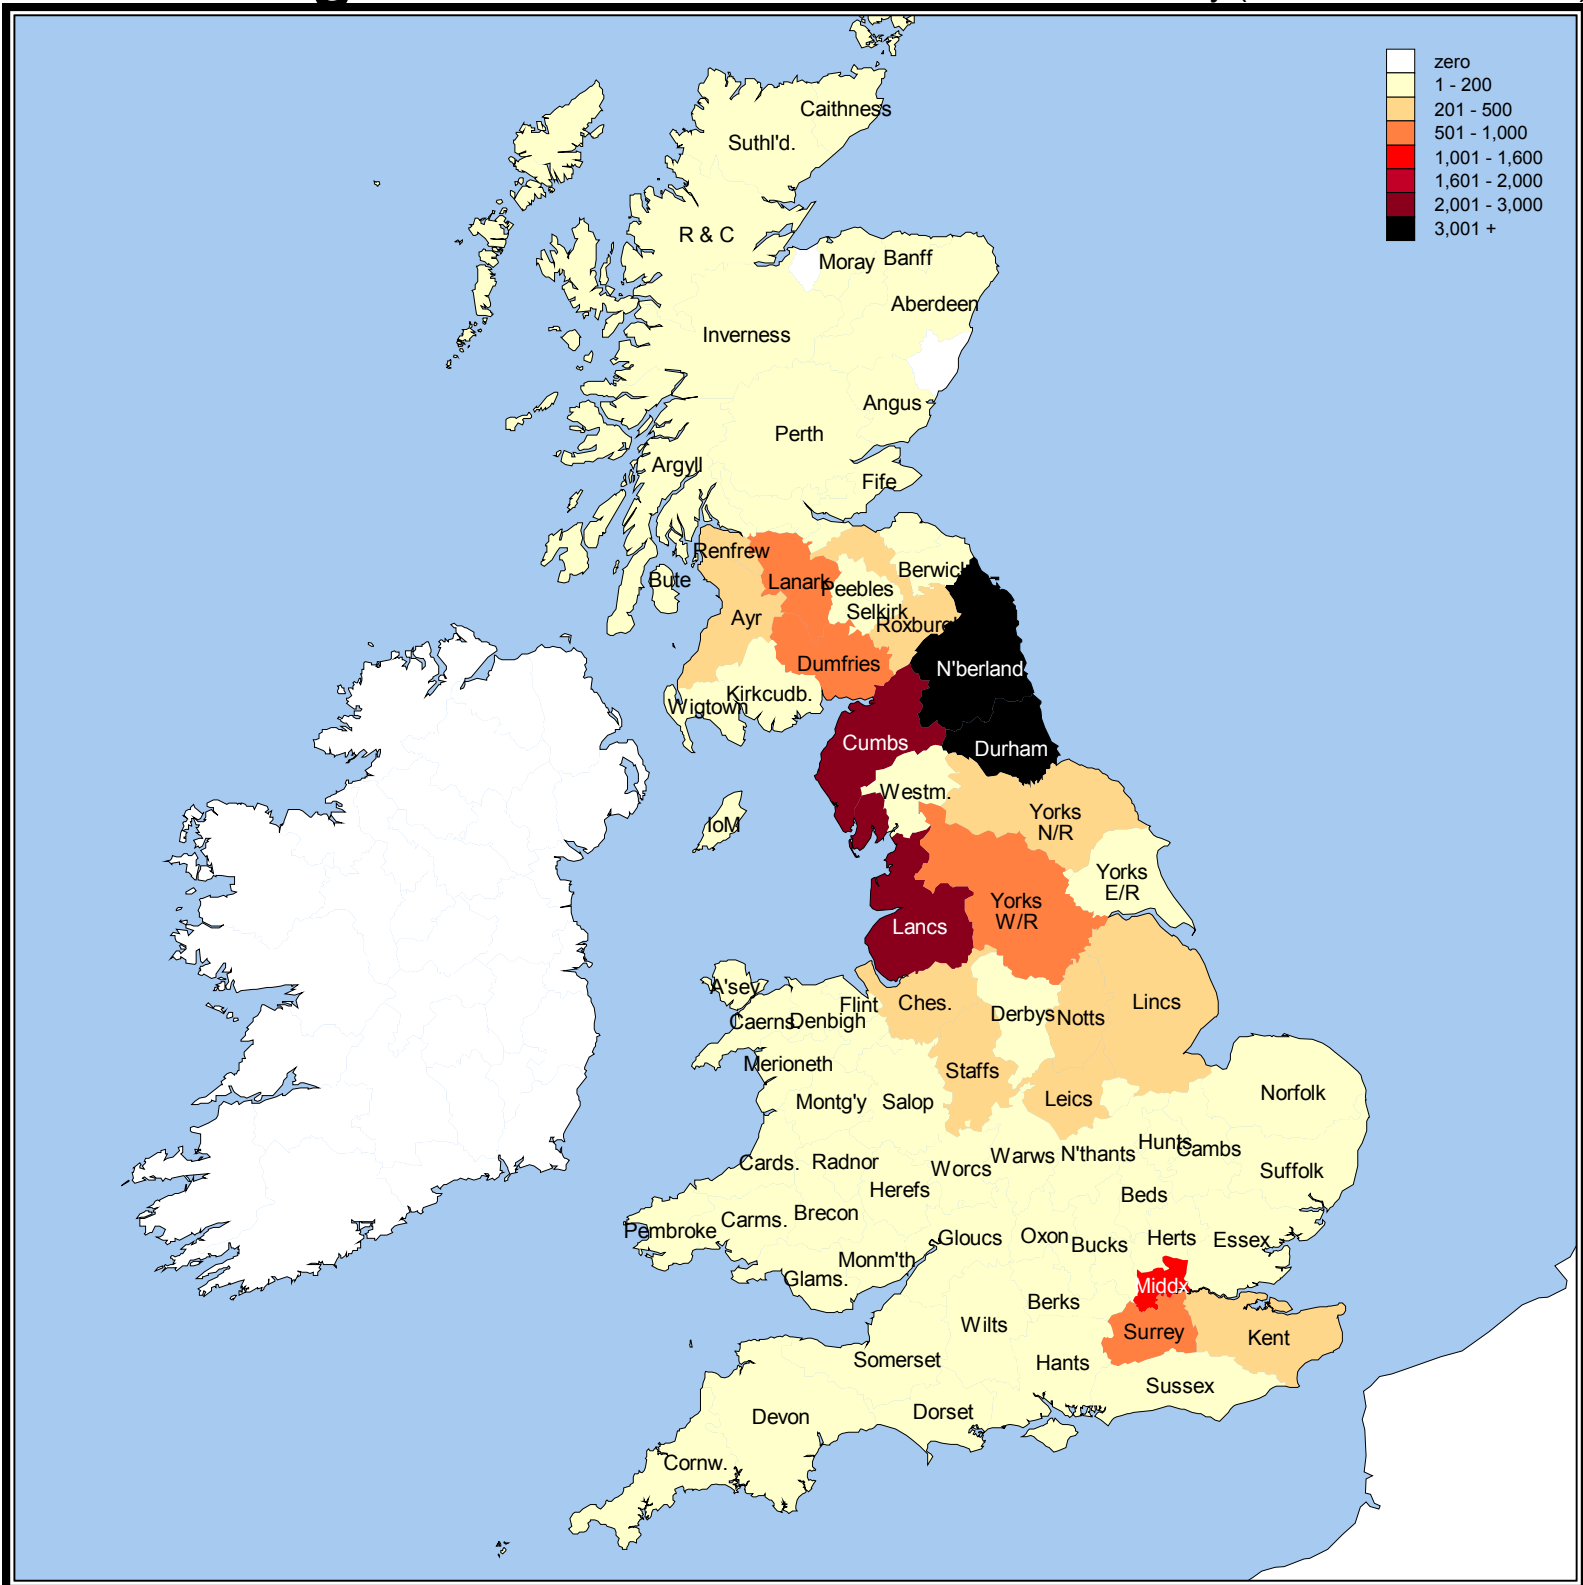 zero
1 - 200
201 - 500
501 - 1,000
1,001 - 1,600
1,601 - 2,000
2,001 - 3,000
3,001 +
Caithness
Suthl'd.
R & C
Moray
Banff
Aberdeen
Inverness
Angus
Perth
Argyll
Fife
Renfrew
Berwick
Bute
Lanark
Peebles
Selkirk
Ayr
Roxburgh
Dumfries
N'berland
Kirkcudb.
Wigtown
Cumbs
Durham
Westm.
IoM
Yorks
N/R
Yorks
E/R
Yorks
W/R
Lancs
A'sey
Flint
Ches.
Lincs
Caerns.
Denbigh
Derbys
Notts
Merioneth
Staffs
Norfolk
Montg'y
Salop
Leics
Hunts
Cambs
Cards.
Radnor
Worcs
Warws
N'thants
Suffolk
Herefs
Beds
Pembroke
Carms.
Brecon
Gloucs
Oxon
Bucks
Herts
Essex
Monm'th
Glams.
Middx
Berks
Wilts
Surrey
Kent
Somerset
Hants
Sussex
Devon
Dorset
Cornw.